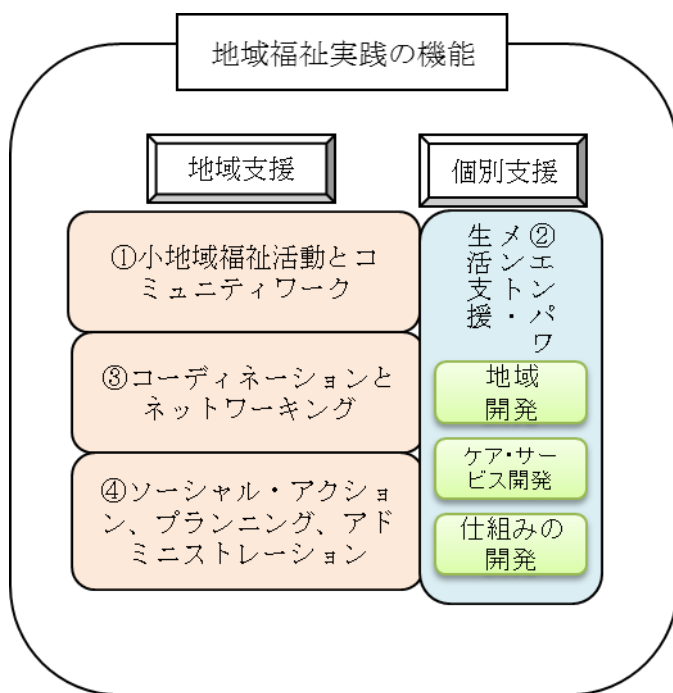 地域福祉実践の機能
地域支援
個別支援
①小地域福祉活動とコ
ミュニティワーク
②エンパワ
メント・
生活支援
③コーディネーションと
ネットワーキング
地域
開発
ケア・サー
ビス開発
④ソーシャル・アクショ
ン、プランニング、アド
ミニストレーション
仕組みの
開発